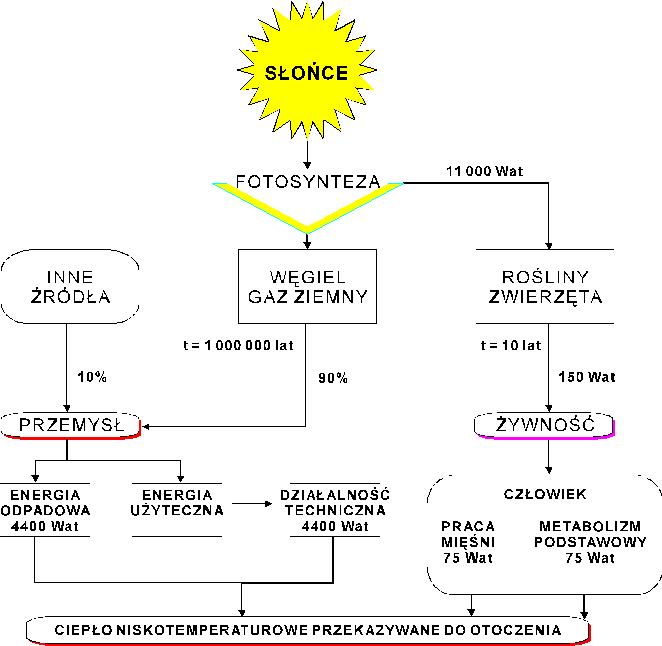 SŁOŃCE
FOTOSYNTEZA
11 000 Wat
INNE
ŹRÓDŁA
WĘGIEL
GAZ ZIEMNY
ROŚLINY
ZWIERZĘTA
t = 1 000 000 lat
t = 10 lat
10%
90%
150 Wat
PRZEMYSŁ
ŻYWNOŚĆ
ENERGIA
ODPADOWA
4400 Wat
ENERGIA
UŻYTECZNA
DZIAŁALNOŚĆ
TECHNICZNA
4400 Wat
CZŁOWIEK
PRACA
MIĘŚNI
75 Wat
METABOLIZM
PODSTAWOWY
75 Wat
CIEPŁO NISKOTEMPERATUROWE PRZEKAZYWANE DO OTOCZENIA